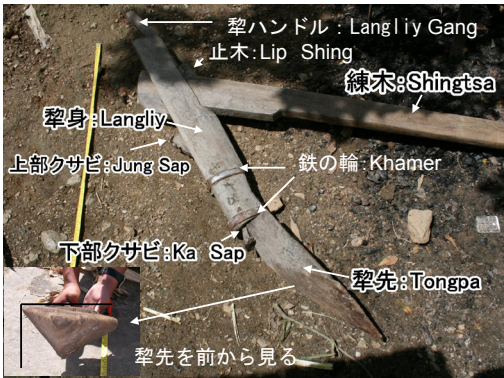 犂ハンドル：Langliy Gang
止木：Lip Shing
練木：Shingtsa
犂身：Langliy
上部クサビ：Jung Sap
鉄の輪：Khamer
下部クサビ：Ka Sap
犂先：Tongpa
犂先を前から見る